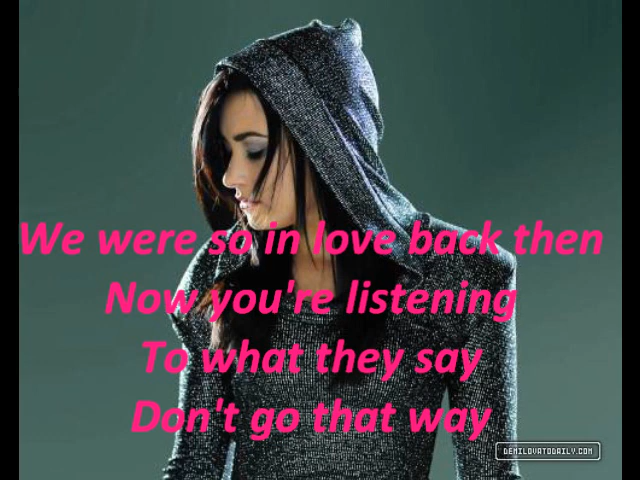 We were so in love back then
Now you're listening
To what they say
Don't go that way
DEMILOVATODAILY.COM